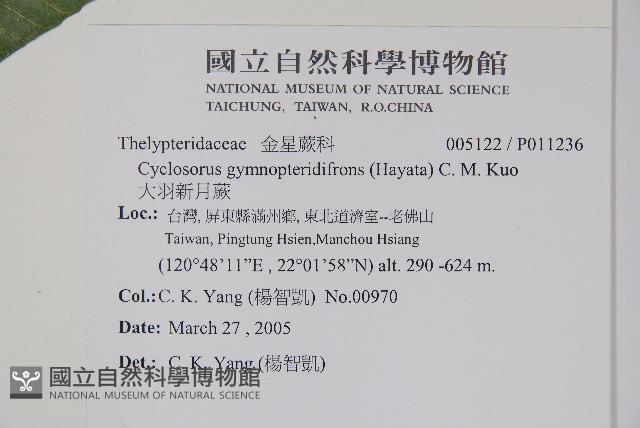 國立自然科學博物館
NATIONAL MUSEUM OF NATURAL SCIENCE
TAICHUNG, TAIWAN, R.O.CHINA
Thelypteridaceae 金星蕨科 005122 / P011236
Cyclosorus gymnopteridifrons (Hayata) C. M. Kuo
大羽新月蕨
Loc.: 台灣, 屏東縣滿州鄉, 東北道濟室--老佛山
Taiwan, Pingtung Hsien,Manchou Hsiang
(120°48’11”E , 22°01’58”N) alt. 290 -624 m.
Col.: C. K. Yang (楊智凱) No.00970
Date: March 27 , 2005
Det.: C. K. Yang (楊智凱)
國立自然科學博物館
NATIONAL MUSEUM OF NATURAL SCIENCE